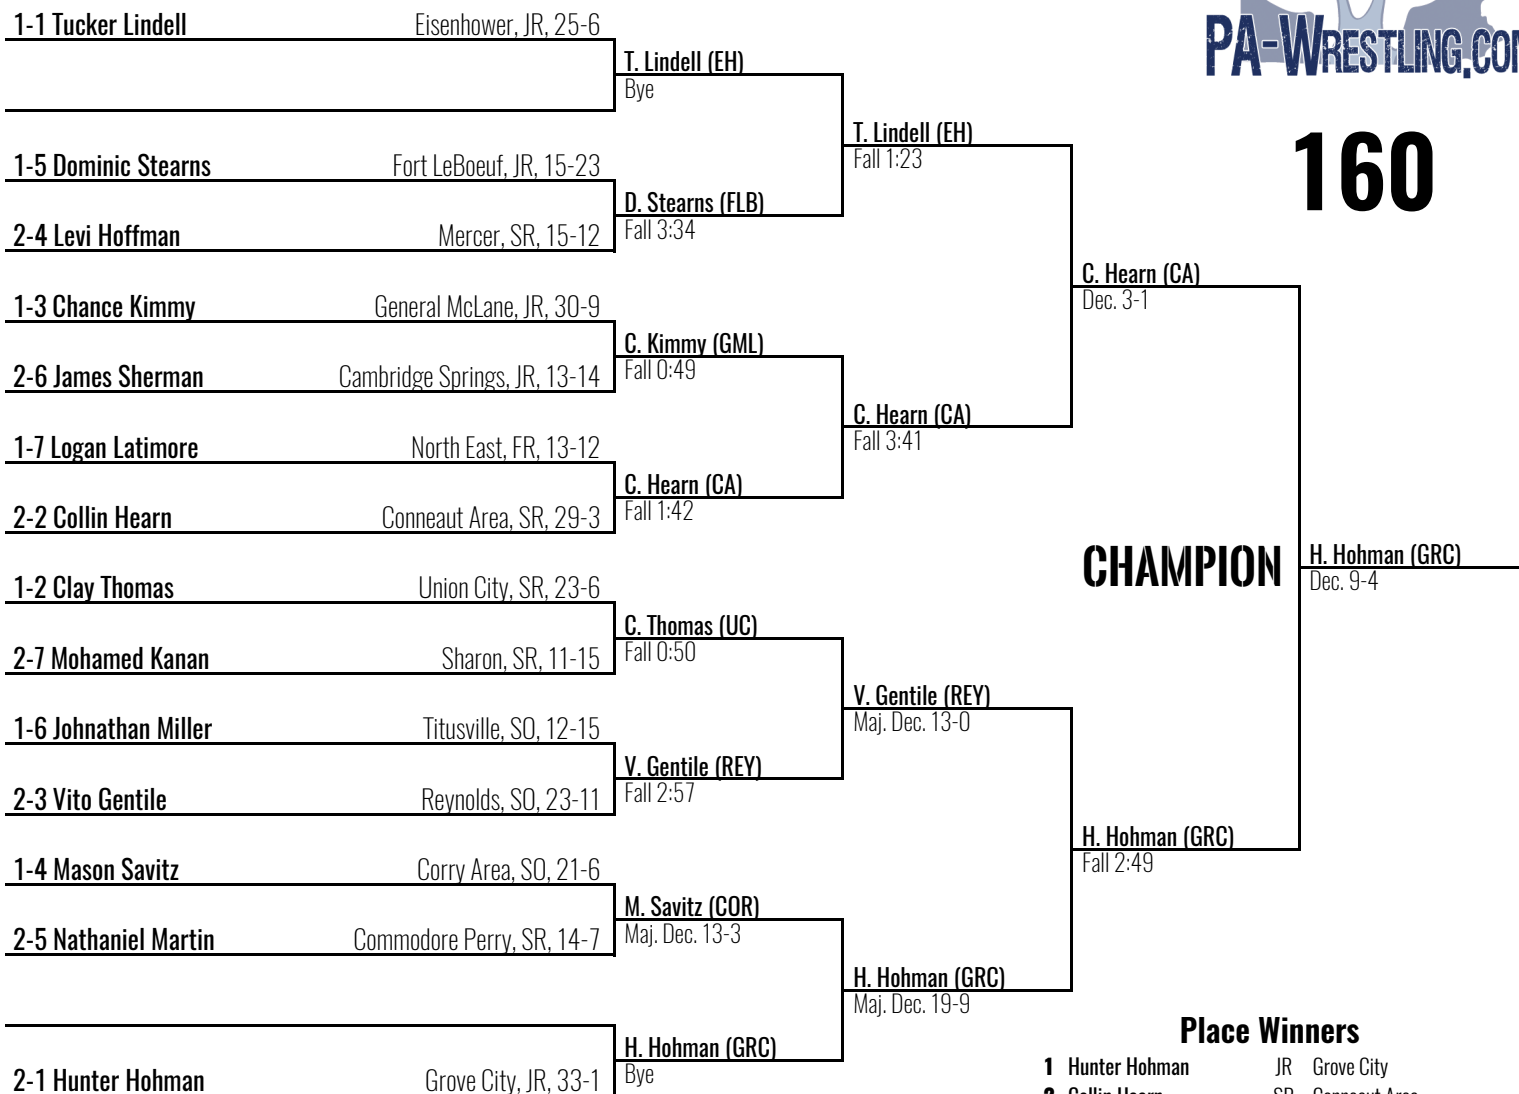 1-1 Tucker Lindell Eisenhower, JR, 25-6
PA-WRESTLING.CO
T. Lindell (EH)
Bye
T. Lindell (EH)
Fall 1:23
160
1-5 Dominic Stearns Fort LeBoeuf, JR, 15-23
D. Stearns (FLB)
Fall 3:34
2-4 Levi Hoffman Mercer, SR, 15-12
C. Hearn (CA)
Dec. 3-1
1-3 Chance Kimmy General McLane, JR, 30-9
C. Kimmy (GML)
Fall 0:49
2-6 James Sherman Cambridge Springs, JR, 13-14
C. Hearn (CA)
Fall 3:41
1-7 Logan Latimore North East, FR, 13-12
C. Hearn (CA)
Fall 1:42
2-2 Collin Hearn Conneaut Area, SR, 29-3
CHAMPION
H. Hohman (GRC)
Dec. 9-4
1-2 Clay Thomas Union City, SR, 23-6
C. Thomas (UC)
Fall 0:50
2-7 Mohamed Kanan Sharon, SR, 11-15
V. Gentile (REY)
Maj. Dec. 13-0
1-6 Johnathan Miller Titusville, SO, 12-15
V. Gentile (REY)
Fall 2:57
2-3 Vito Gentile Reynolds, SO, 23-11
H. Hohman (GRC)
Fall 2:49
1-4 Mason Savitz Corry Area, SO, 21-6
M. Savitz (COR)
Maj. Dec. 13-3
2-5 Nathaniel Martin Commodore Perry, SR, 14-7
H. Hohman (GRC)
Maj. Dec. 19-9
H. Hohman (GRC)
Bye
2-1 Hunter Hohman Grove City, JR, 33-1
Place Winners
1 Hunter Hohman JR Grove City
2 Collin Hearn SR Conneaut Area